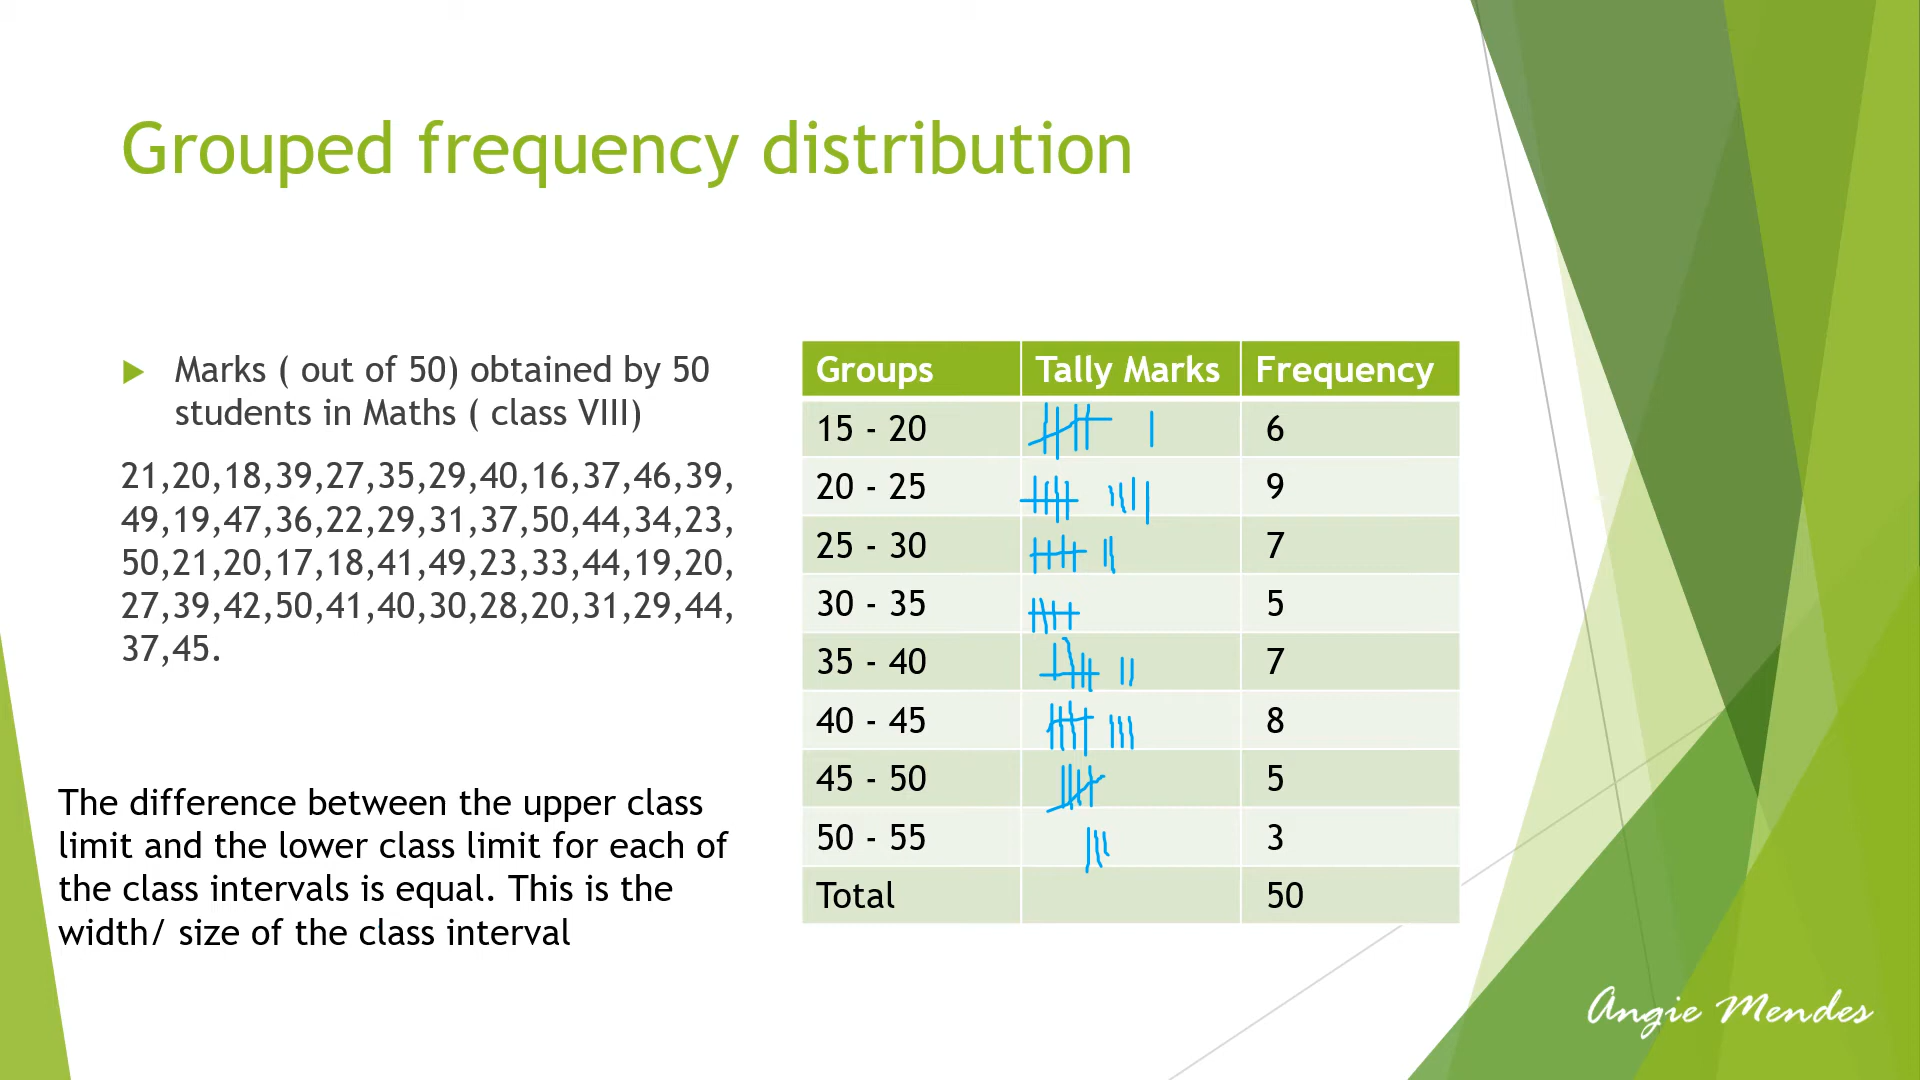 Grouped frequency distribution
Marks ( out of 50) obtained by 50
students in Maths ( class VIII)
21,20,18,39,27,35,29,40,16,37,46,39,
49,19,47,36,22,29,31,37,50,44,34,23,
50,21,20,17,18,41,49,23,33,44,19,20,
27,39,42,50,41,40,30,28,20,31,29,44,
37,45.
The difference between the upper class
limit and the lower class limit for each of
the class intervals is equal. This is the
width/ size of the class interval
Groups Tally Marks Frequency
15 - 20 6
20 - 25 9
25 - 30 7
30 - 35 5
35 - 40 7
40 - 45 8
45 - 50 5
50 - 55 3
Total 50
Angie Mendes